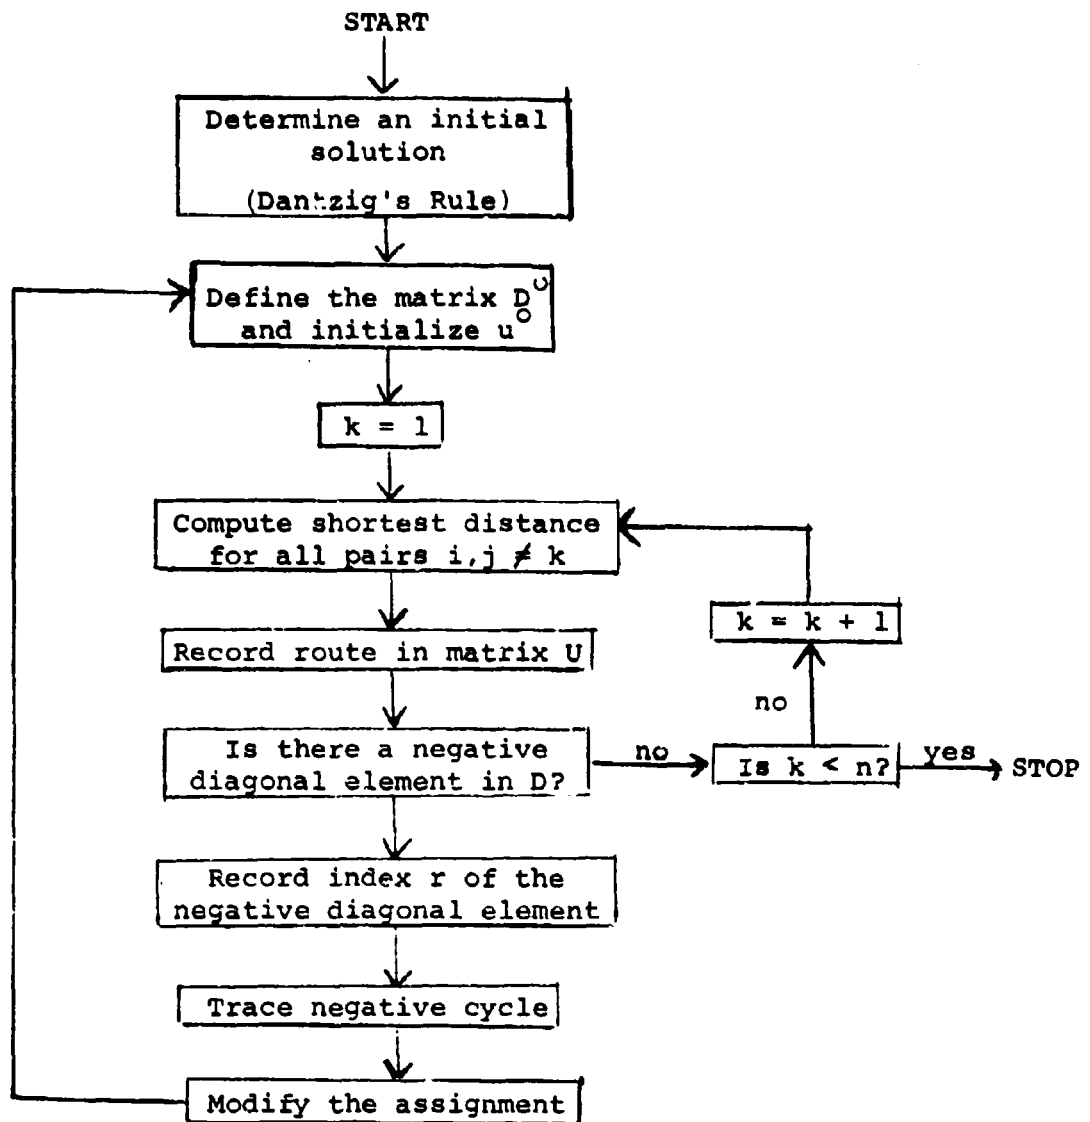 START
Determine an initial
solution
(Dantzig's Rule)
Define the matrix D⁰
and initialize u⁰
k = 1
Compute shortest distance
for all pairs i,j ≠ k
k = k + 1
Record route in matrix U
no
Is there a negative
diagonal element in D?
no
Is k < n?
yes
STOP
Record index r of the
negative diagonal element
Trace negative cycle
Modify the assignment